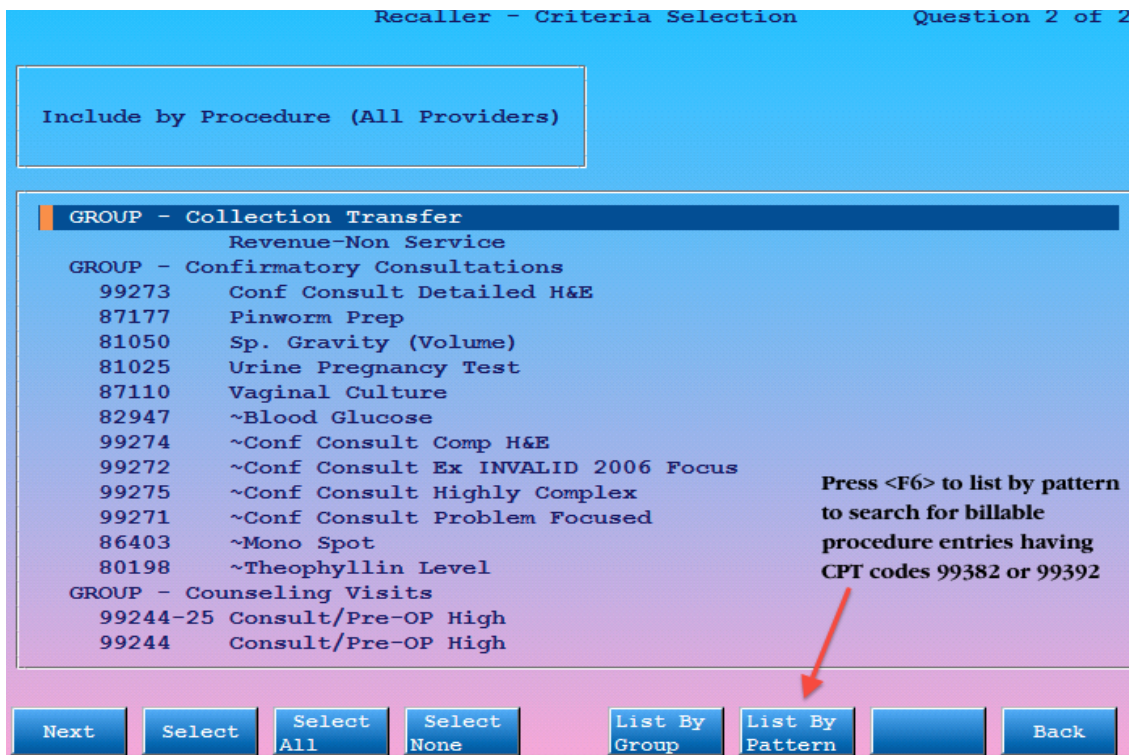 Recaller - Criteria Selection Question 2 of 2
Include by Procedure (All Providers)
GROUP - Collection Transfer
Revenue-Non Service
GROUP - Confirmatory Consultations
99273 Conf Consult Detailed H&E
87177 Pinworm Prep
81050 Sp. Gravity (Volume)
81025 Urine Pregnancy Test
87110 Vaginal Culture
82947 ~Blood Glucose
99274 ~Conf Consult Comp H&E
99272 ~Conf Consult Ex INVALID 2006 Focus
99275 ~Conf Consult Highly Complex
99271 ~Conf Consult Problem Focused
86403 ~Mono Spot
80198 ~Theophyllin Level
GROUP - Counseling Visits
99244-25 Consult/Pre-OP High
99244 Consult/Pre-OP High
Press <F6> to list by pattern
to search for billable
procedure entries having
CPT codes 99382 or 99392
Next
Select
Select
All
Select
None
List By
Group
List By
Pattern
Back